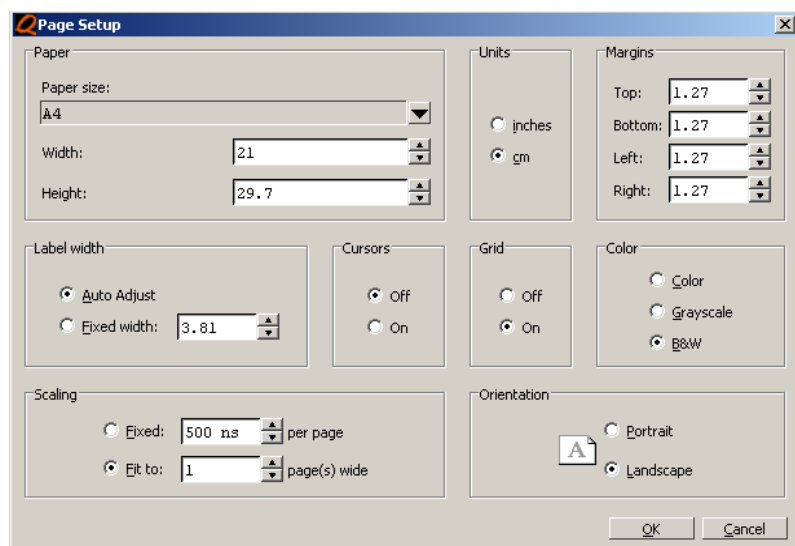 Page Setup
Paper
Paper size:
A4
Width: 21
Height: 29.7
Units
inches
cm
Margins
Top: 1.27
Bottom: 1.27
Left: 1.27
Right: 1.27
Label width
Auto Adjust
Fixed width: 3.81
Cursors
Off
On
Grid
Off
On
Color
Color
Grayscale
B&W
Scaling
Fixed: 500 ns per page
Fit to: 1 page(s) wide
Orientation
A
Portrait
Landscape
OK Cancel